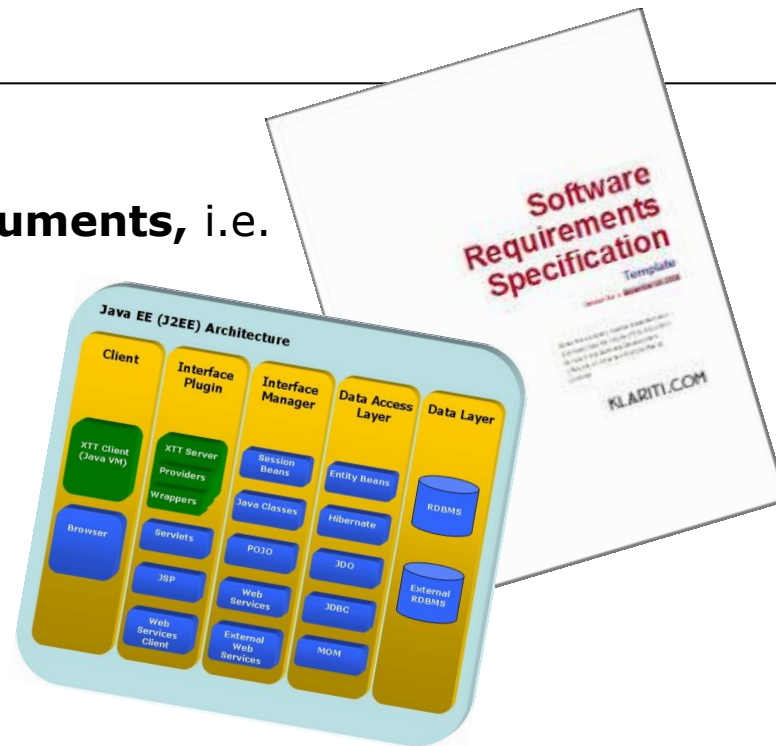 uments, i.e.
Software
Requirements
Specification
Template
KLARITI.COM
Java EE (J2EE) Architecture
Client
XTT Client
(Java VM)
Browser
Interface
Plugin
XTT Server
Providers
Wrappers
Servlets
JSP
Web
Services
Client
Interface
Manager
Session
Beans
Java Classes
POJO
Web
Services
External
Web
Services
Data Access
Layer
Entity Beans
Hibernate
JDO
JDBC
MOM
Data Layer
RDBMS
External
RDBMS